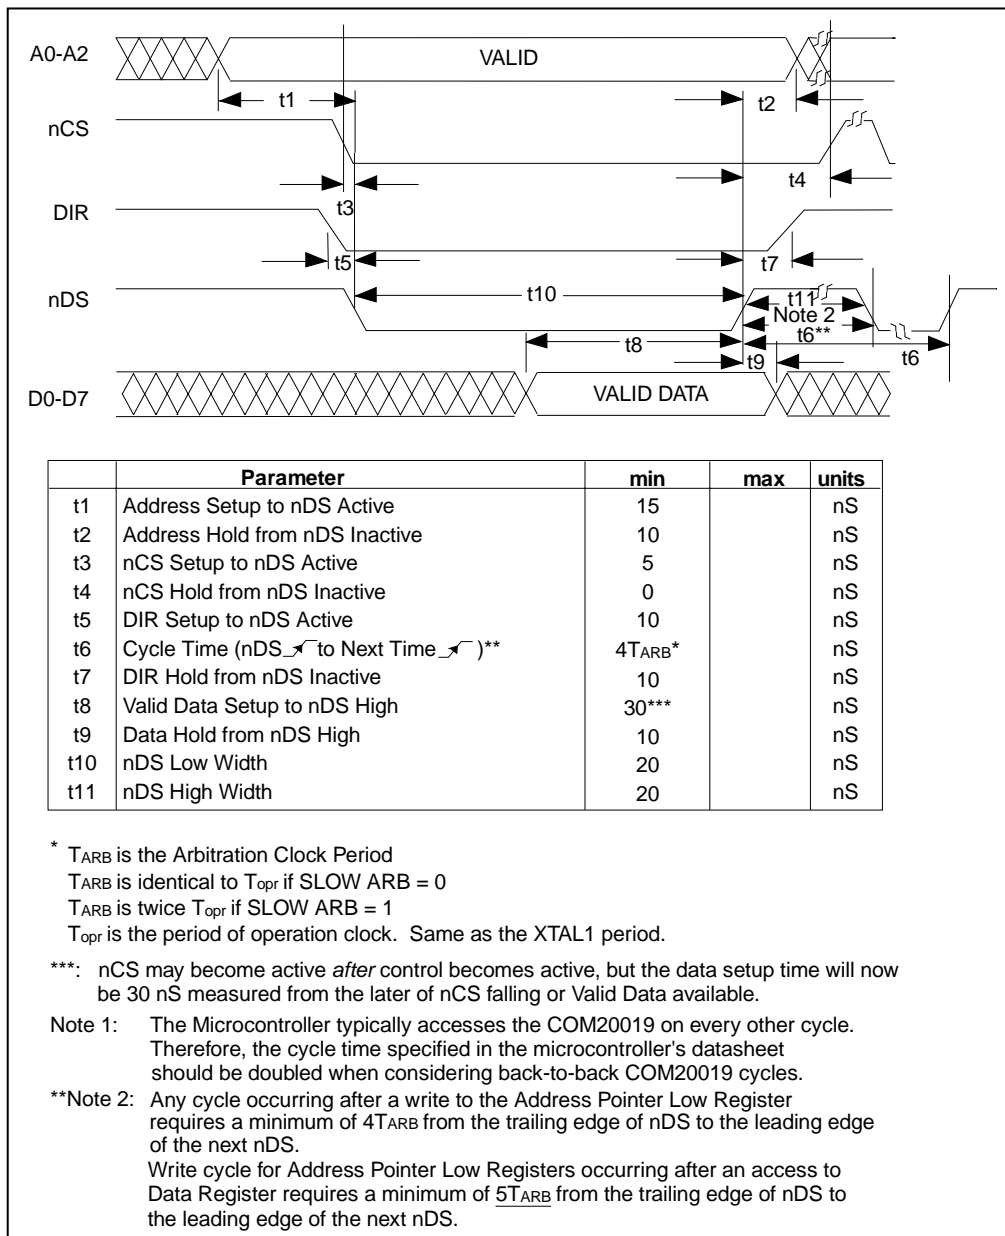 A0-A2
VALID
t1
t2
nCS
t3
t4
DIR
t5
t7
nDS
t10
t11
Note 2
t6**
t8
t6
t9
D0-D7
VALID DATA
Parameter min max units
t1 Address Setup to nDS Active 15 nS
t2 Address Hold from nDS Inactive 10 nS
t3 nCS Setup to nDS Active 5 nS
t4 nCS Hold from nDS Inactive 0 nS
t5 DIR Setup to nDS Active 10 nS
t6 Cycle Time (nDS to Next Time )** 4TARB* nS
t7 DIR Hold from nDS Inactive 10 nS
t8 Valid Data Setup to nDS High 30*** nS
t9 Data Hold from nDS High 10 nS
t10 nDS Low Width 20 nS
t11 nDS High Width 20 nS
* TARB is the Arbitration Clock Period
TARB is identical to Topr if SLOW ARB = 0
TARB is twice Topr if SLOW ARB = 1
Topr is the period of operation clock. Same as the XTAL1 period.
***: nCS may become active after control becomes active, but the data setup time will now
be 30 nS measured from the later of nCS falling or Valid Data available.
Note 1: The Microcontroller typically accesses the COM20019 on every other cycle.
Therefore, the cycle time specified in the microcontroller's datasheet
should be doubled when considering back-to-back COM20019 cycles.
**Note 2: Any cycle occurring after a write to the Address Pointer Low Register
requires a minimum of 4TARB from the trailing edge of nDS to the leading edge
of the next nDS.
Write cycle for Address Pointer Low Registers occurring after an access to
Data Register requires a minimum of 5TARB from the trailing edge of nDS to
the leading edge of the next nDS.